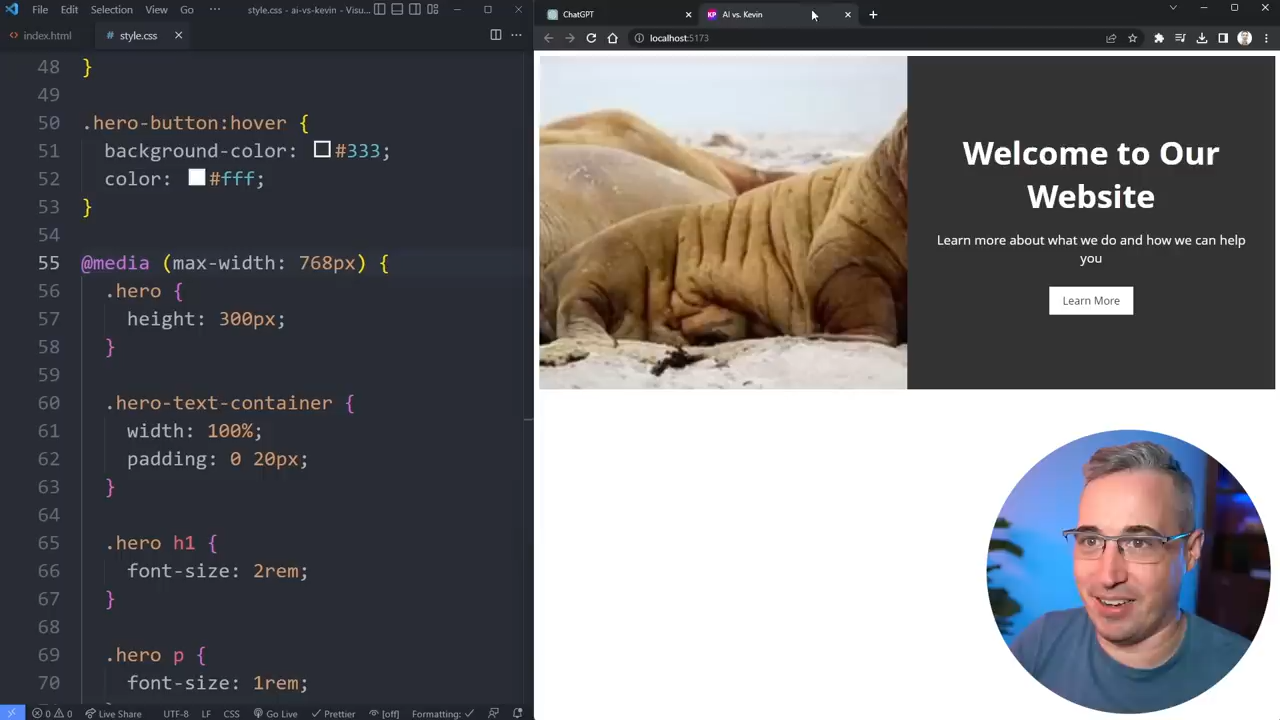 File Edit Selection View Go ··· style.css - ai-vs-kevin - Visu...
index.html # style.css
48 }
49
50 .hero-button:hover {
51 background-color: #333;
52 color: #fff;
53 }
54
55 @media (max-width: 768px) {
56 .hero {
57 height: 300px;
58 }
59
60 .hero-text-container {
61 width: 100%;
62 padding: 0 20px;
63 }
64
65 .hero h1 {
66 font-size: 2rem;
67 }
68
69 .hero p {
70 font-size: 1rem;
0 0 Live Share UTF-8 LF CSS Go Live Prettier [off] Formatting:
ChatGPT
KP AI vs. Kevin
localhost:5173
Welcome to Our
Website
Learn more about what we do and how we can help
you
Learn More